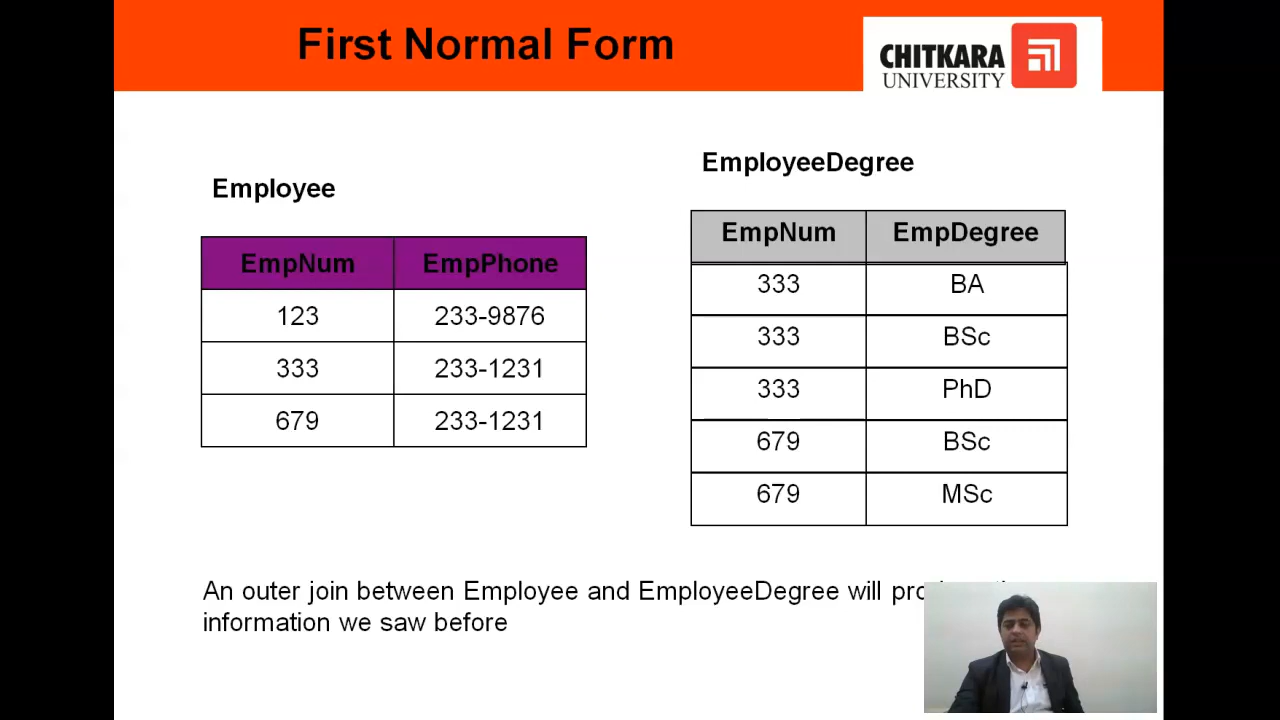 First Normal Form
CHITKARA
UNIVERSITY
Employee
EmpNum EmpPhone
123 233-9876
333 233-1231
679 233-1231
EmployeeDegree
EmpNum EmpDegree
333 BA
333 BSc
333 PhD
679 BSc
679 MSc
An outer join between Employee and EmployeeDegree will
information we saw before